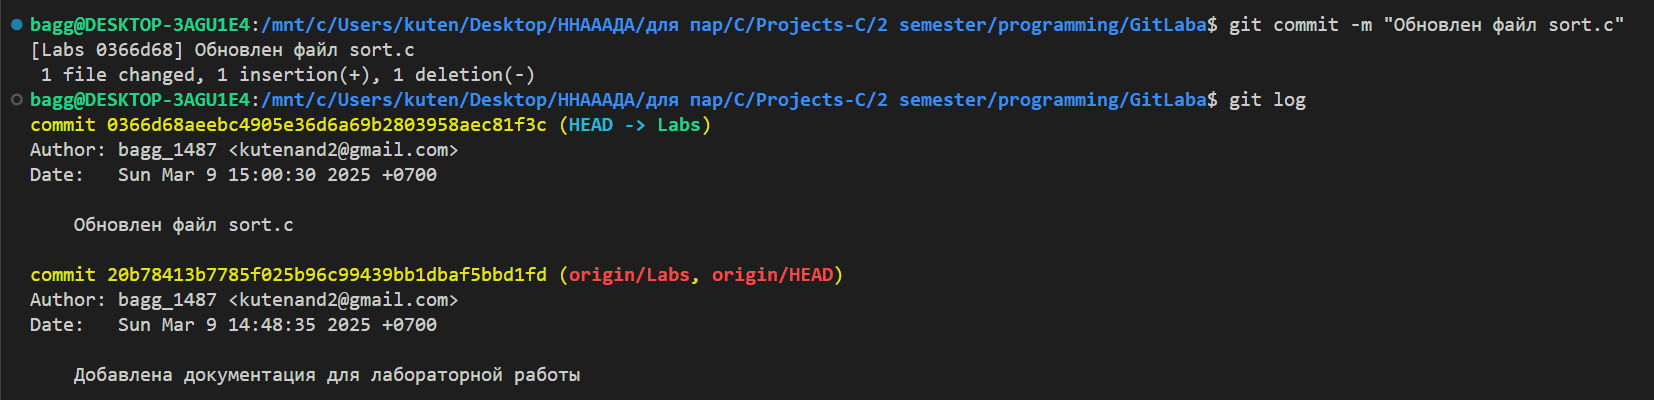 bagg@DESKTOP-3AGU1E4:/mnt/c/Users/kuten/Desktop/ННАААДА/для пар/C/Projects-C/2 semester/programming/GitLaba$ git commit -m "Обновлен файл sort.c"
[Labs 0366d68] Обновлен файл sort.c
 1 file changed, 1 insertion(+), 1 deletion(-)
bagg@DESKTOP-3AGU1E4:/mnt/c/Users/kuten/Desktop/ННАААДА/для пар/C/Projects-C/2 semester/programming/GitLaba$ git log
commit 0366d68aeebc4905e36d6a69b2803958aec81f3c (HEAD -> Labs)
Author: bagg_1487 <kutenand2@gmail.com>
Date:   Sun Mar 9 15:00:30 2025 +0700
    Обновлен файл sort.c
commit 20b78413b7785f025b96c99439bb1dbaf5bbd1fd (origin/Labs, origin/HEAD)
Author: bagg_1487 <kutenand2@gmail.com>
Date:   Sun Mar 9 14:48:35 2025 +0700
    Добавлена документация для лабораторной работы